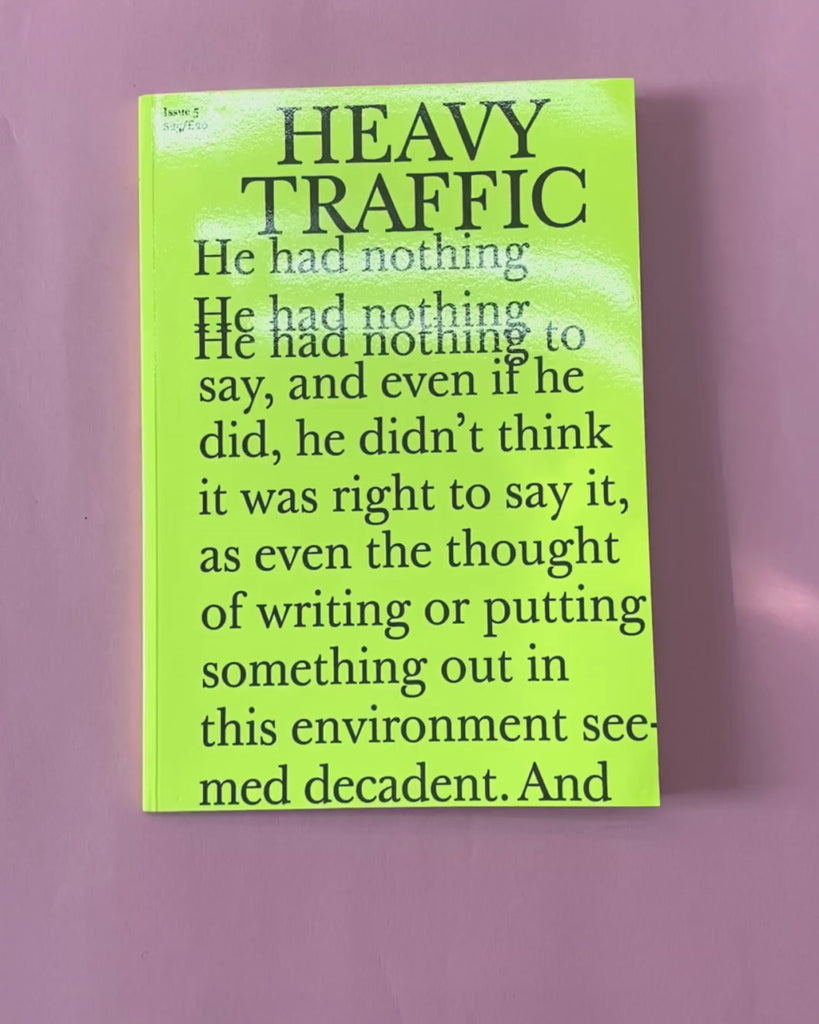 Issue 5
$25/£20
HEAVY
TRAFFIC
He had nothing
He had nothing
He had nothing to
say, and even if he
did, he didn’t think
it was right to say it,
as even the thought
of writing or putting
something out in
this environment see-
med decadent. And